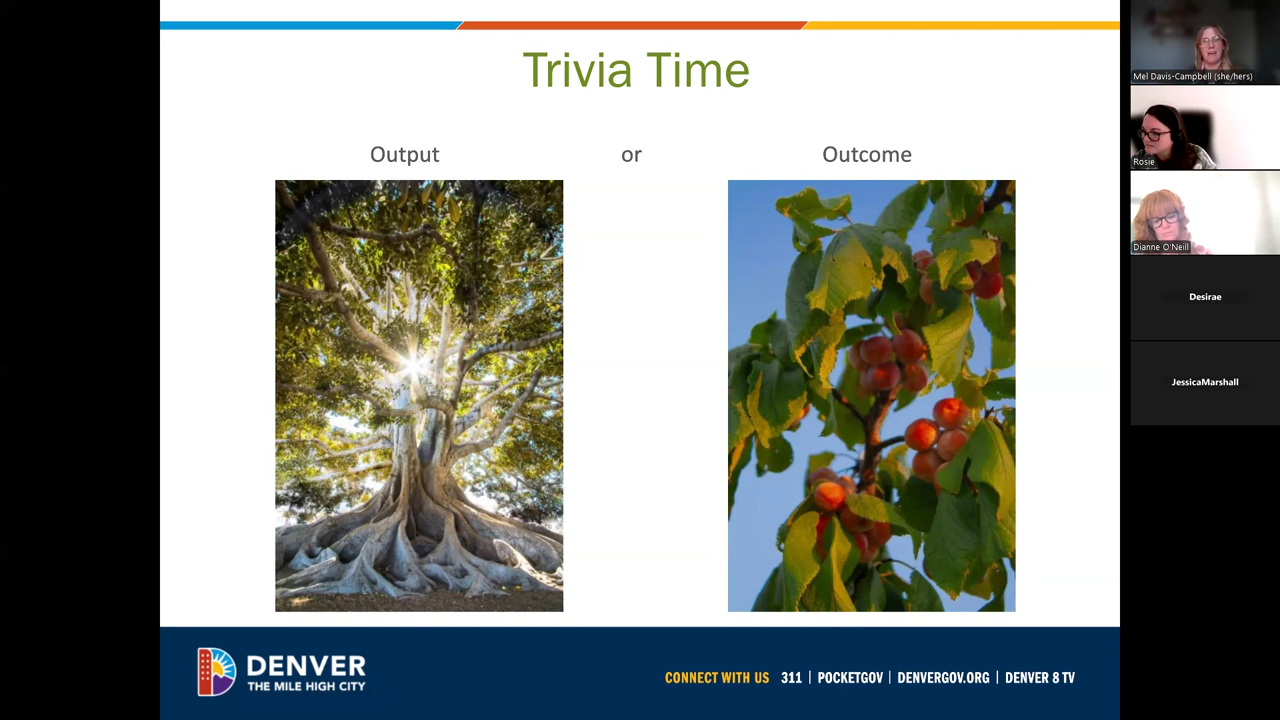 Trivia Time
Output or Outcome
DENVER
THE MILE HIGH CITY
CONNECT WITH US 311 | POCKETGOV | DENVERGOV.ORG | DENVER 8 TV
Mel Davis-Campbell (she/hers)
Rosie
Dianne O'Neill
Desirae
JessicaMarshall